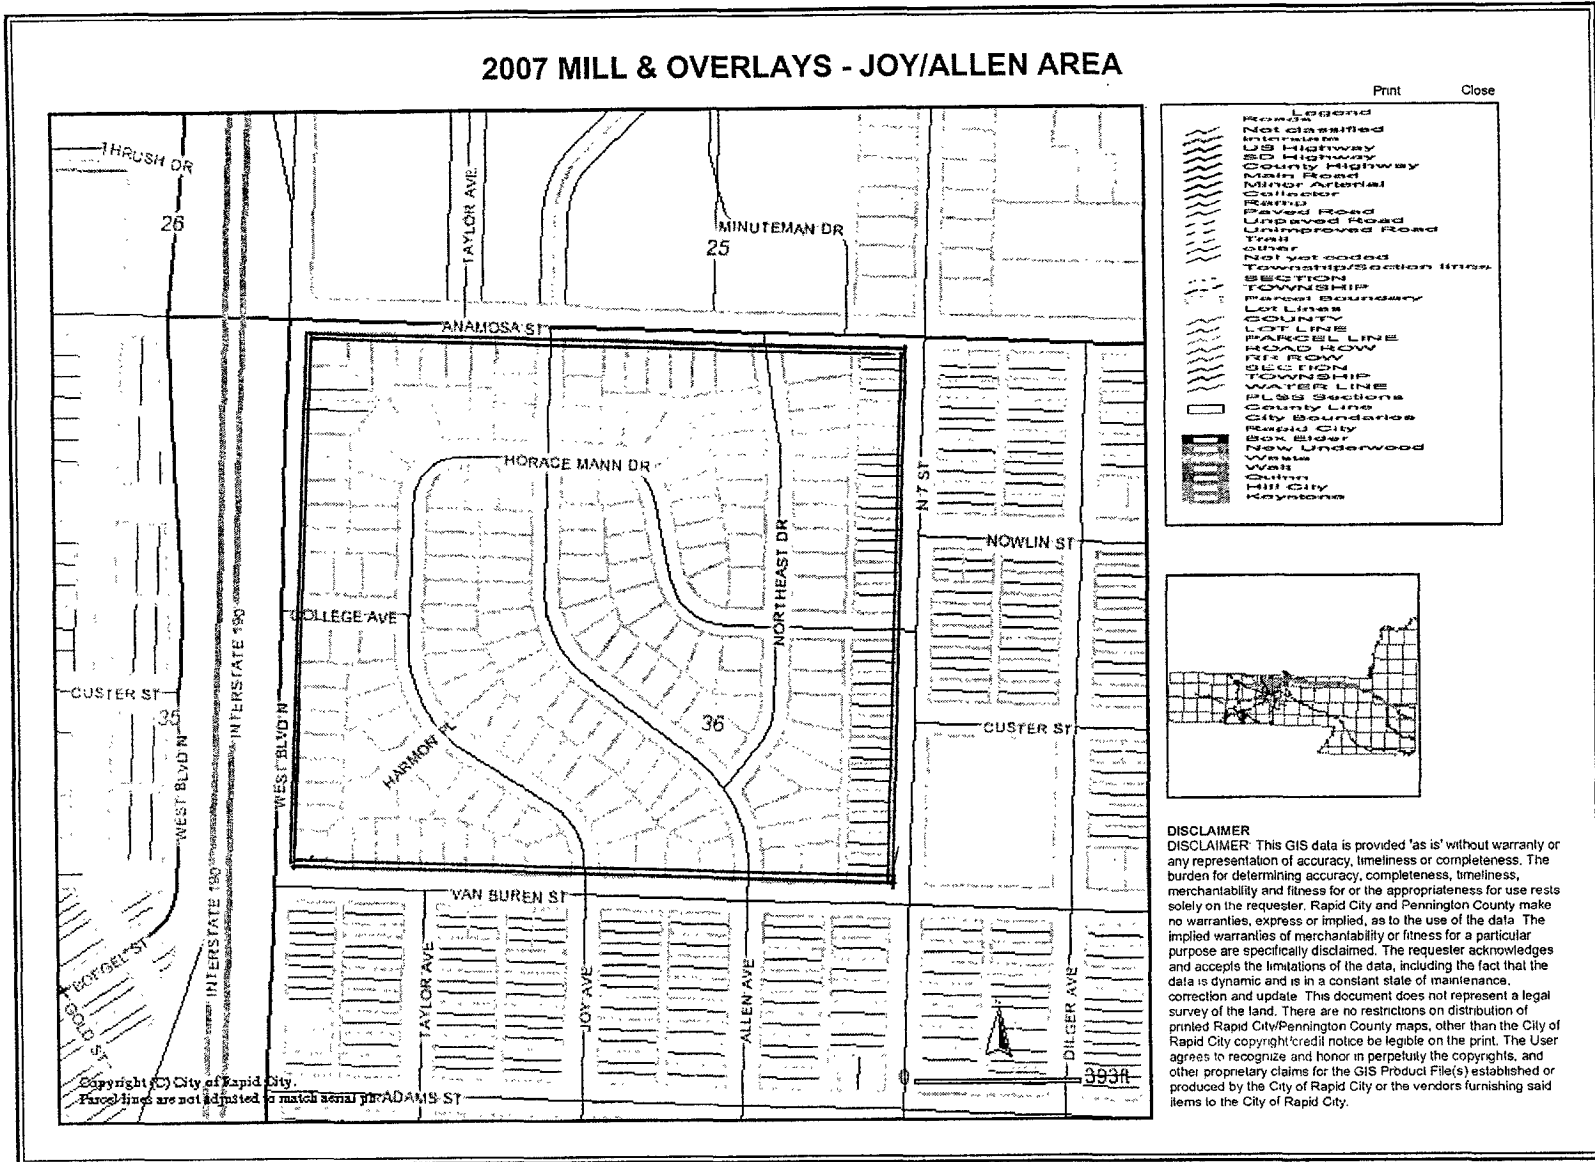 2007 MILL & OVERLAYS - JOY/ALLEN AREA
Print Close
Legend
Roads
Not classified
Interstate
US Highway
SD Highway
County Highway
Main Road
Minor Arterial
Collector
Ramp
Paved Road
Unpaved Road
Unimproved Road
Trail
other
Not yet coded
Township/Section lines
SECTION
TOWNSHIP
Parcel Boundary
Lot Lines
COUNTY
LOT LINE
PARCEL LINE
ROAD ROW
RR ROW
SECTION
TOWNSHIP
WATER LINE
PLSS Sections
County Line
City Boundaries
Rapid City
Box Elder
New Underwood
Wasta
Wall
Quinn
Hill City
Keystone
THRUSH DR
26
TAYLOR AVE
MINUTEMAN DR
25
ANAMOSA ST
HORACE MANN DR
N 7 ST
NOWLIN ST
NORTHEAST DR
COLLEGE AVE
INTERSTATE 190
CUSTER ST
35
WEST BLVD N
WEST BLVD N
HARMON PL
36
CUSTER ST
VAN BUREN ST
INTERSTATE 190
GOLD ST
TAYLOR AVE
JOY AVE
ALLEN AVE
DILGER AVE
0 393ft
Copyright (C) City of Rapid City.
Parcel lines are not adjusted to match aerial
ADAMS ST
DISCLAIMER
DISCLAIMER This GIS data is provided 'as is' without warranty or
any representation of accuracy, timeliness or completeness. The
burden for determining accuracy, completeness, timeliness,
merchantability and fitness for or the appropriateness for use rests
solely on the requester. Rapid City and Pennington County make
no warranties, express or implied, as to the use of the data The
implied warranties of merchantability or fitness for a particular
purpose are specifically disclaimed. The requester acknowledges
and accepts the limitations of the data, including the fact that the
data is dynamic and is in a constant state of maintenance,
correction and update This document does not represent a legal
survey of the land. There are no restrictions on distribution of
printed Rapid City/Pennington County maps, other than the City of
Rapid City copyright/credit notice be legible on the print. The User
agrees to recognize and honor in perpetuity the copyrights, and
other proprietary claims for the GIS Product File(s) established or
produced by the City of Rapid City or the vendors furnishing said
items to the City of Rapid City.